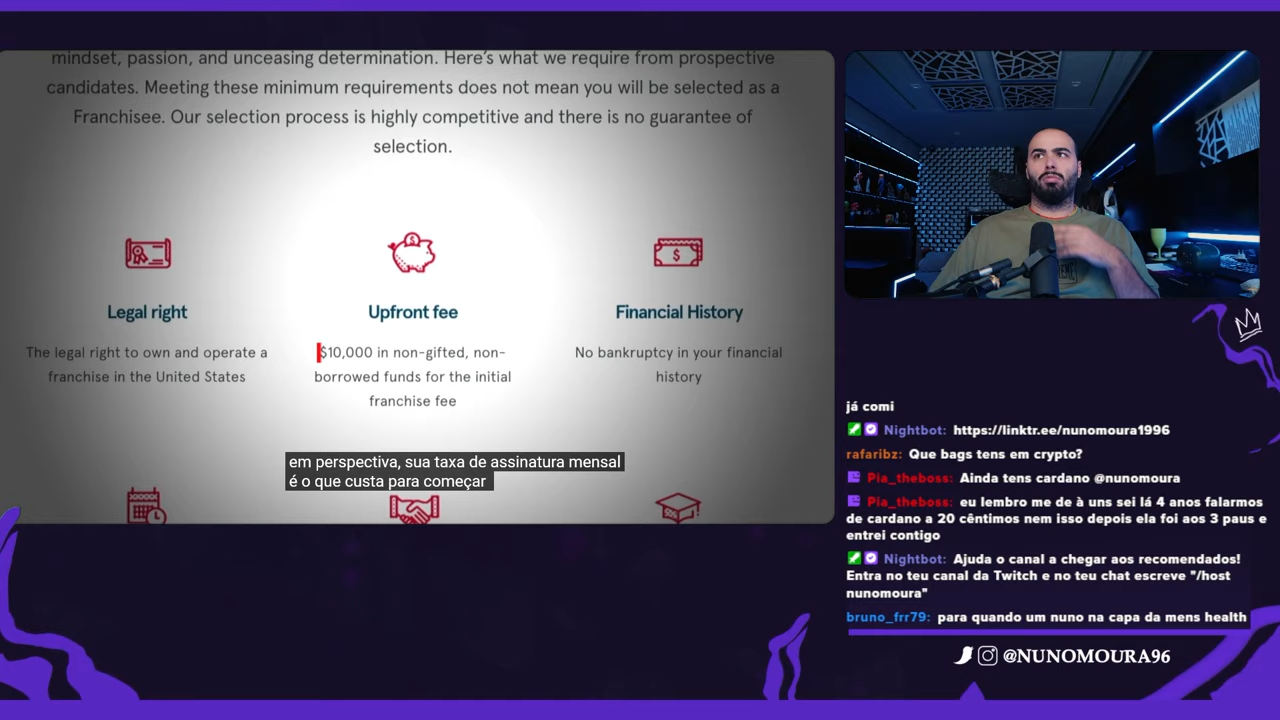 mindset, passion, and unceasing determination. Here's what we require from prospective
candidates. Meeting these minimum requirements does not mean you will be selected as a
Franchisee. Our selection process is highly competitive and there is no guarantee of
selection.
Legal right
The legal right to own and operate a
franchise in the United States
Upfront fee
$10,000 in non-gifted, non-
borrowed funds for the initial
franchise fee
Financial History
No bankruptcy in your financial
history
em perspectiva, sua taxa de assinatura mensal
é o que custa para começar
já comi
Nightbot: https://linktr.ee/nunomoura1996
rafaribz: Que bags tens em crypto?
Pia_theboss: Ainda tens cardano @nunomoura
Pia_theboss: eu lembro me de à uns sei lá 4 anos falarmos
de cardano a 20 cêntimos nem isso depois ela foi aos 3 paus e
entrei contigo
Nightbot: Ajuda o canal a chegar aos recomendados!
Entra no teu canal da Twitch e no teu chat escreve "/host
nunomoura"
bruno_frr79: para quando um nuno na capa da mens health
@NUNOMOURA96